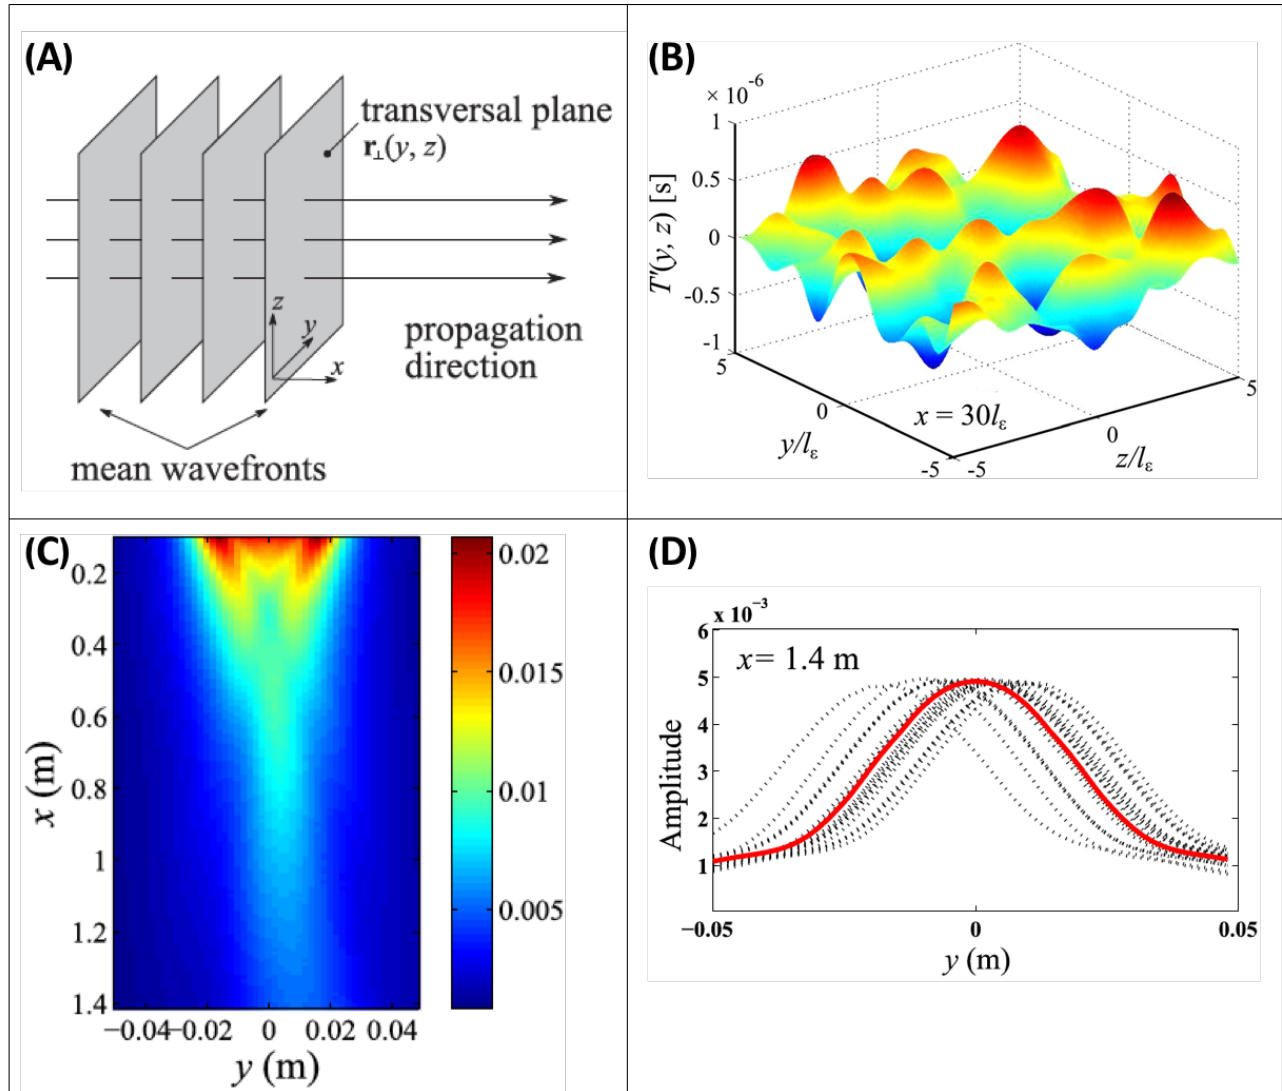 (A)
transversal plane
r⊥(y, z)
z
y
x
propagation
direction
mean wavefronts
(B)
× 10⁻⁶
1
0.5
0
-0.5
-1
T'(y, z) [s]
5
0
-5
y/lε
x = 30lε
-5
0
5
z/lε
(C)
0.2
0.4
0.6
0.8
1
1.2
1.4
x (m)
−0.04 −0.02 0 0.02 0.04
y (m)
0.02
0.015
0.01
0.005
(D)
x 10⁻³
6
5
4
3
2
1
Amplitude
x= 1.4 m
−0.05 0 0.05
y (m)